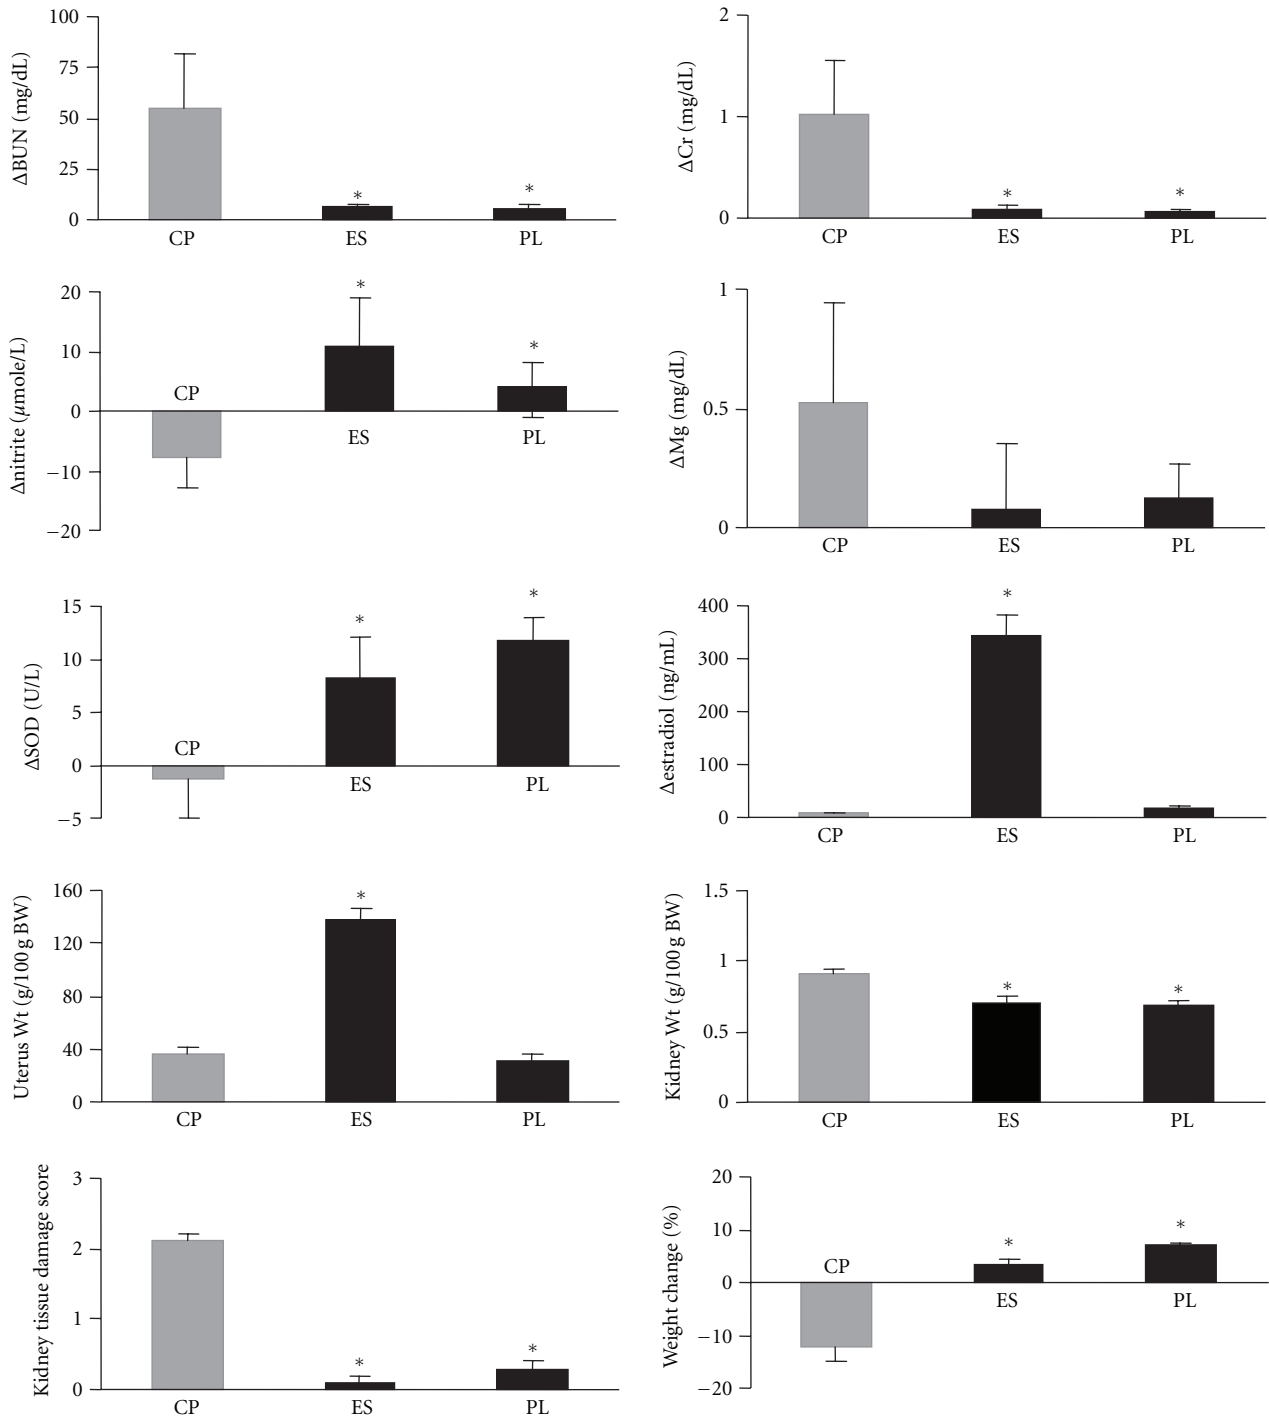 ΔBUN (mg/dL)
100
75
50
25
0
*
*
CP ES PL
ΔCr (mg/dL)
2
1
0
*
*
CP ES PL
Δnitrite (μmole/L)
20
10
0
−10
−20
*
*
CP
ES PL
ΔMg (mg/dL)
1
0.5
0
CP ES PL
ΔSOD (U/L)
15
10
5
0
−5
*
*
CP
ES PL
Δestradiol (ng/mL)
400
300
200
100
0
*
CP ES PL
Uterus Wt (g/100 g BW)
160
120
80
40
0
*
CP ES PL
Kidney Wt (g/100 g BW)
1.5
1
0.5
0
*
*
CP ES PL
Kidney tissue damage score
3
2
1
0
*
*
CP ES PL
Weight change (%)
20
10
0
−10
−20
*
*
CP
ES PL